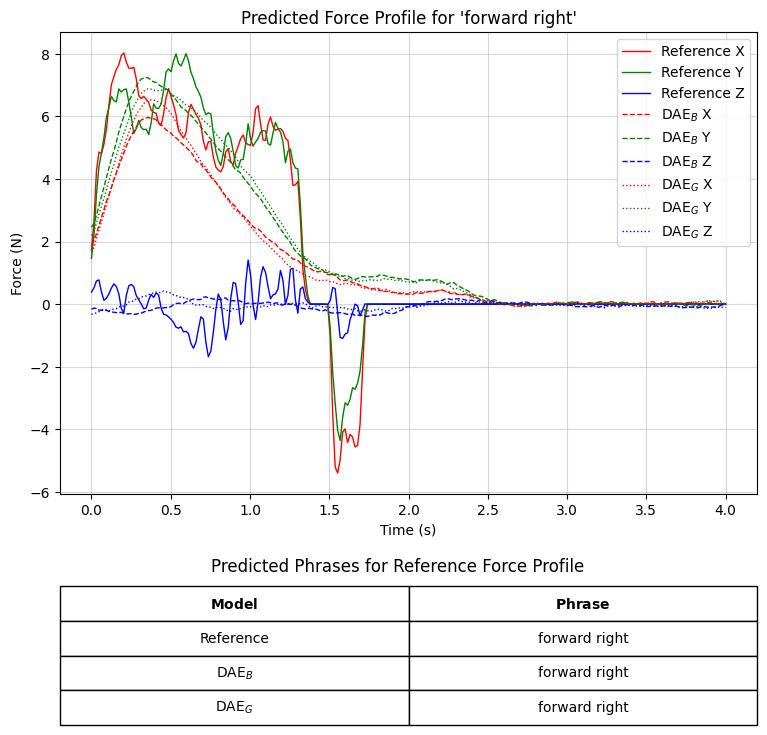 Predicted Force Profile for 'forward right'
Force (N)
8
6
4
2
0
−2
−4
−6
Reference X
Reference Y
Reference Z
DAE_B X
DAE_B Y
DAE_B Z
DAE_G X
DAE_G Y
DAE_G Z
0.0 0.5 1.0 1.5 2.0 2.5 3.0 3.5 4.0
Time (s)
Predicted Phrases for Reference Force Profile
Model Phrase
Reference forward right
DAE_B forward right
DAE_G forward right